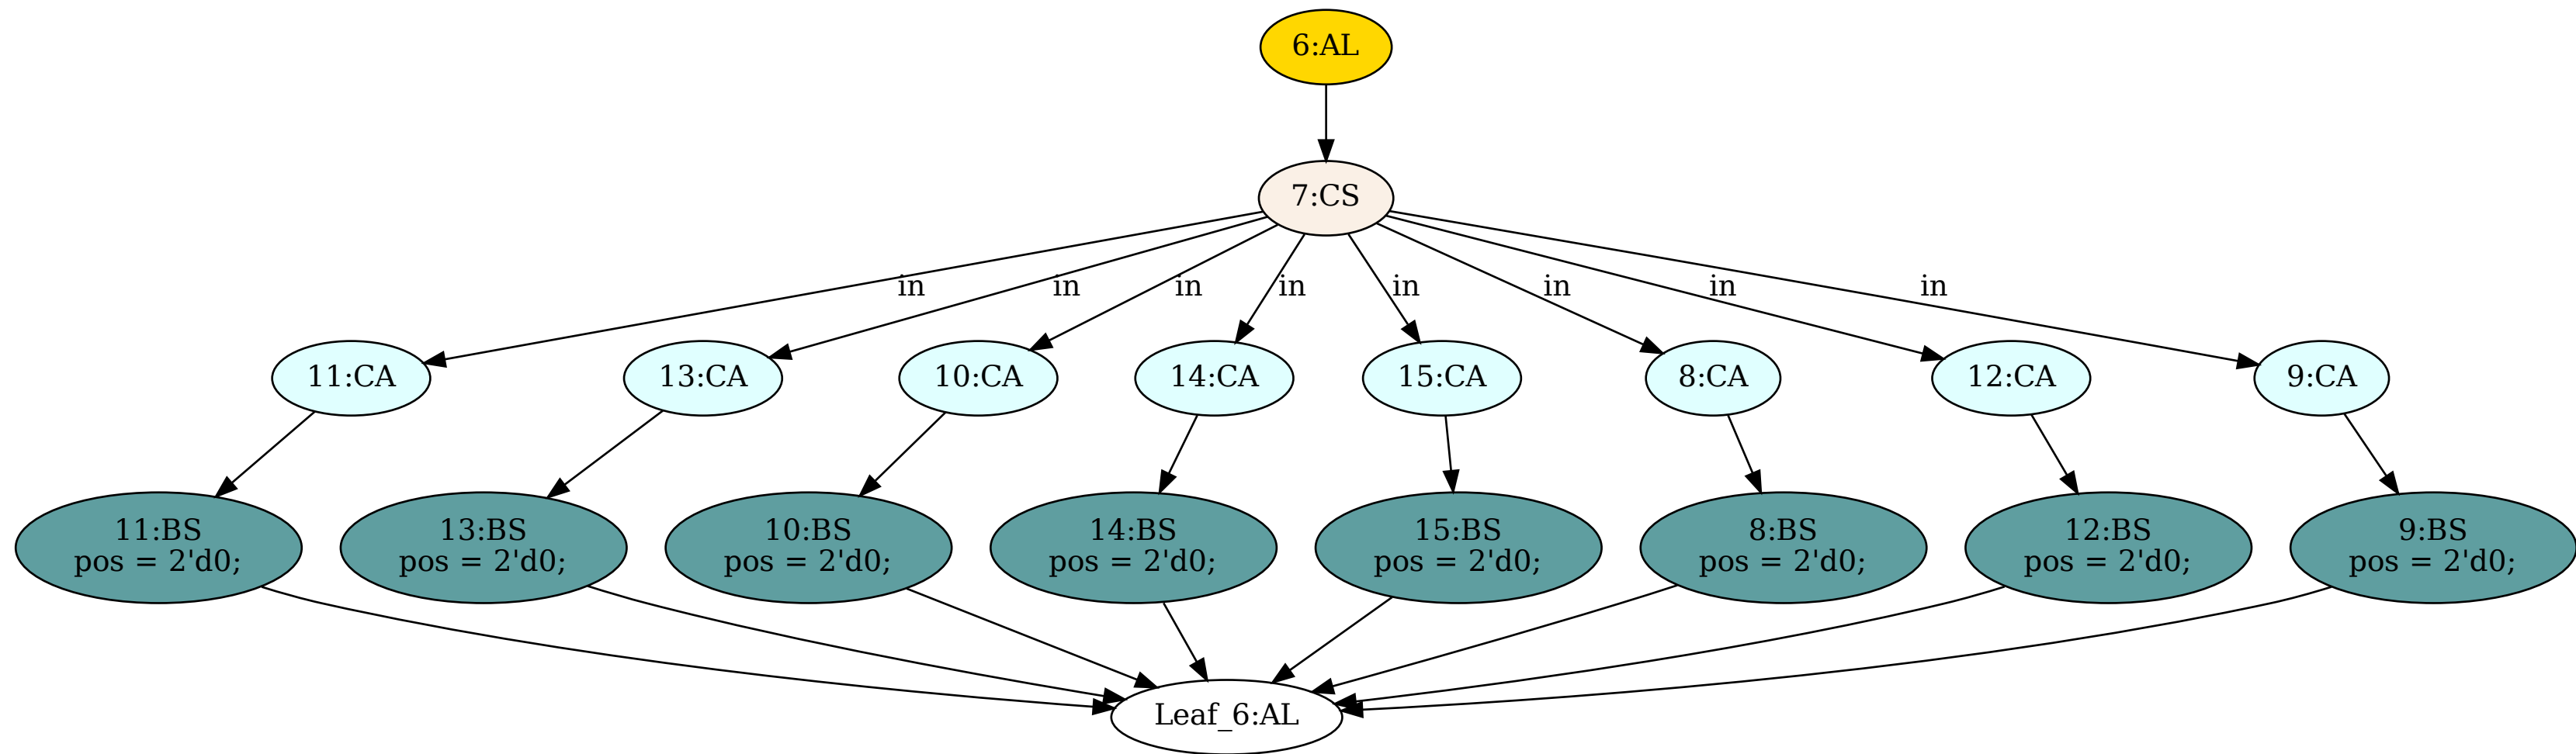 6:AL
7:CS
in in in in in in in in
11:CA 13:CA 10:CA 14:CA 15:CA 8:CA 12:CA 9:CA
11:BS
pos = 2'd0;
13:BS
pos = 2'd0;
10:BS
pos = 2'd0;
14:BS
pos = 2'd0;
15:BS
pos = 2'd0;
8:BS
pos = 2'd0;
12:BS
pos = 2'd0;
9:BS
pos = 2'd0;
Leaf_6:AL